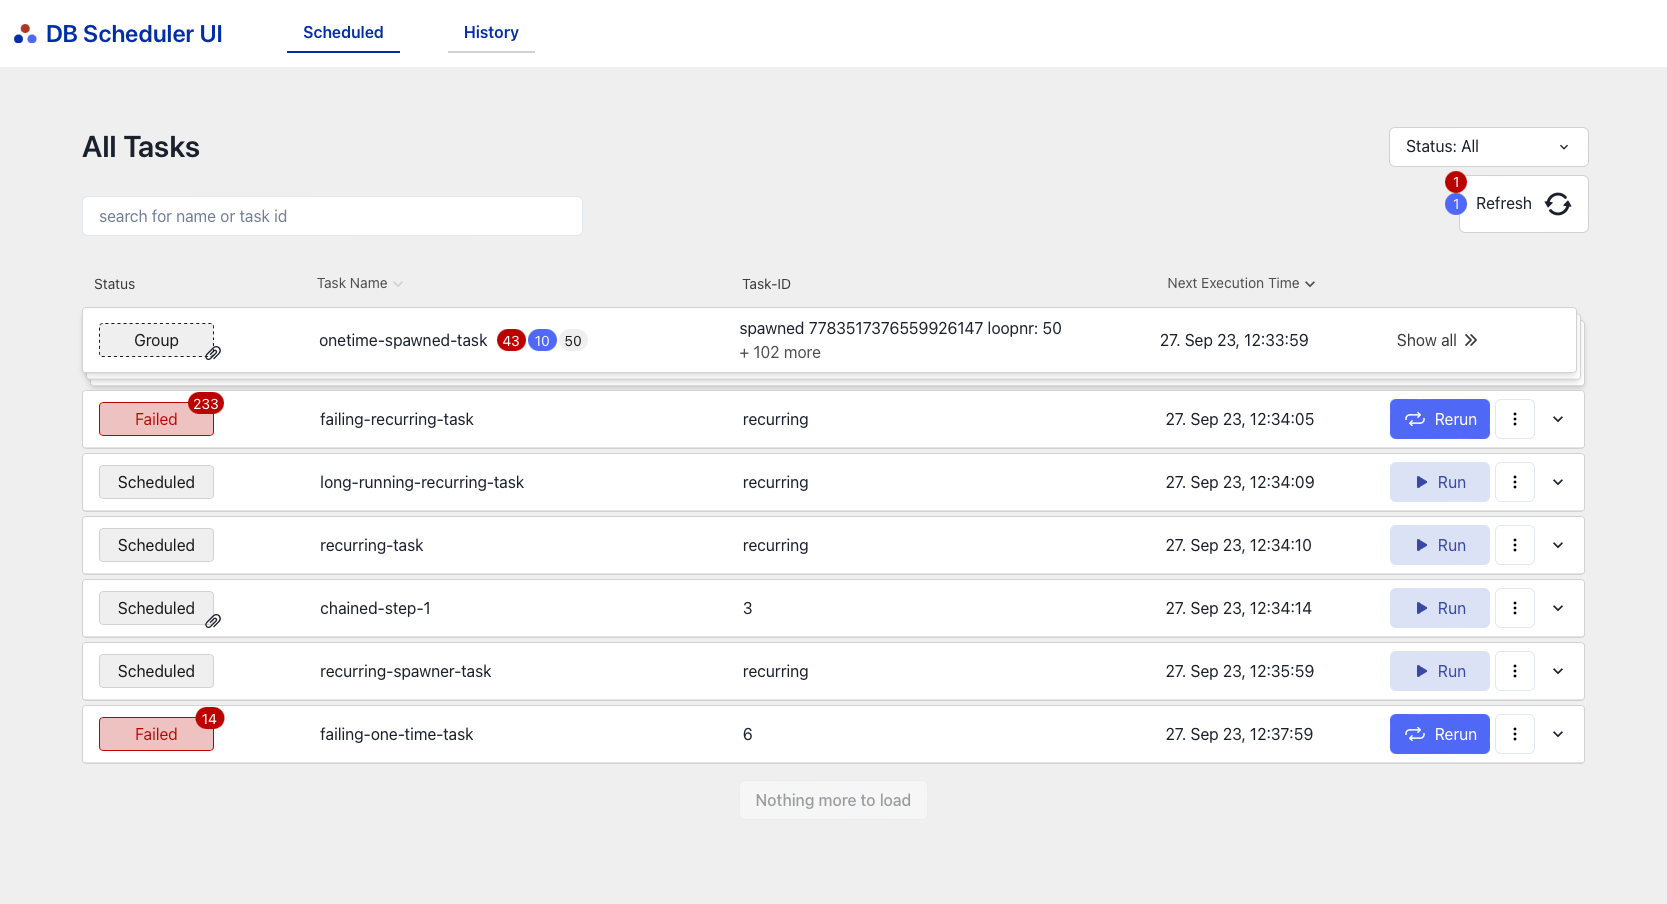 DB Scheduler UI
Scheduled
History
All Tasks
Status: All
search for name or task id
1
1
Refresh
Status
Task Name
Task-ID
Next Execution Time
Group
onetime-spawned-task 43 10 50
spawned 7783517376559926147 loopnr: 50
+ 102 more
27. Sep 23, 12:33:59
Show all
Failed 233
failing-recurring-task
recurring
27. Sep 23, 12:34:05
Rerun
Scheduled
long-running-recurring-task
recurring
27. Sep 23, 12:34:09
Run
Scheduled
recurring-task
recurring
27. Sep 23, 12:34:10
Run
Scheduled
chained-step-1
3
27. Sep 23, 12:34:14
Run
Scheduled
recurring-spawner-task
recurring
27. Sep 23, 12:35:59
Run
Failed 14
failing-one-time-task
6
27. Sep 23, 12:37:59
Rerun
Nothing more to load